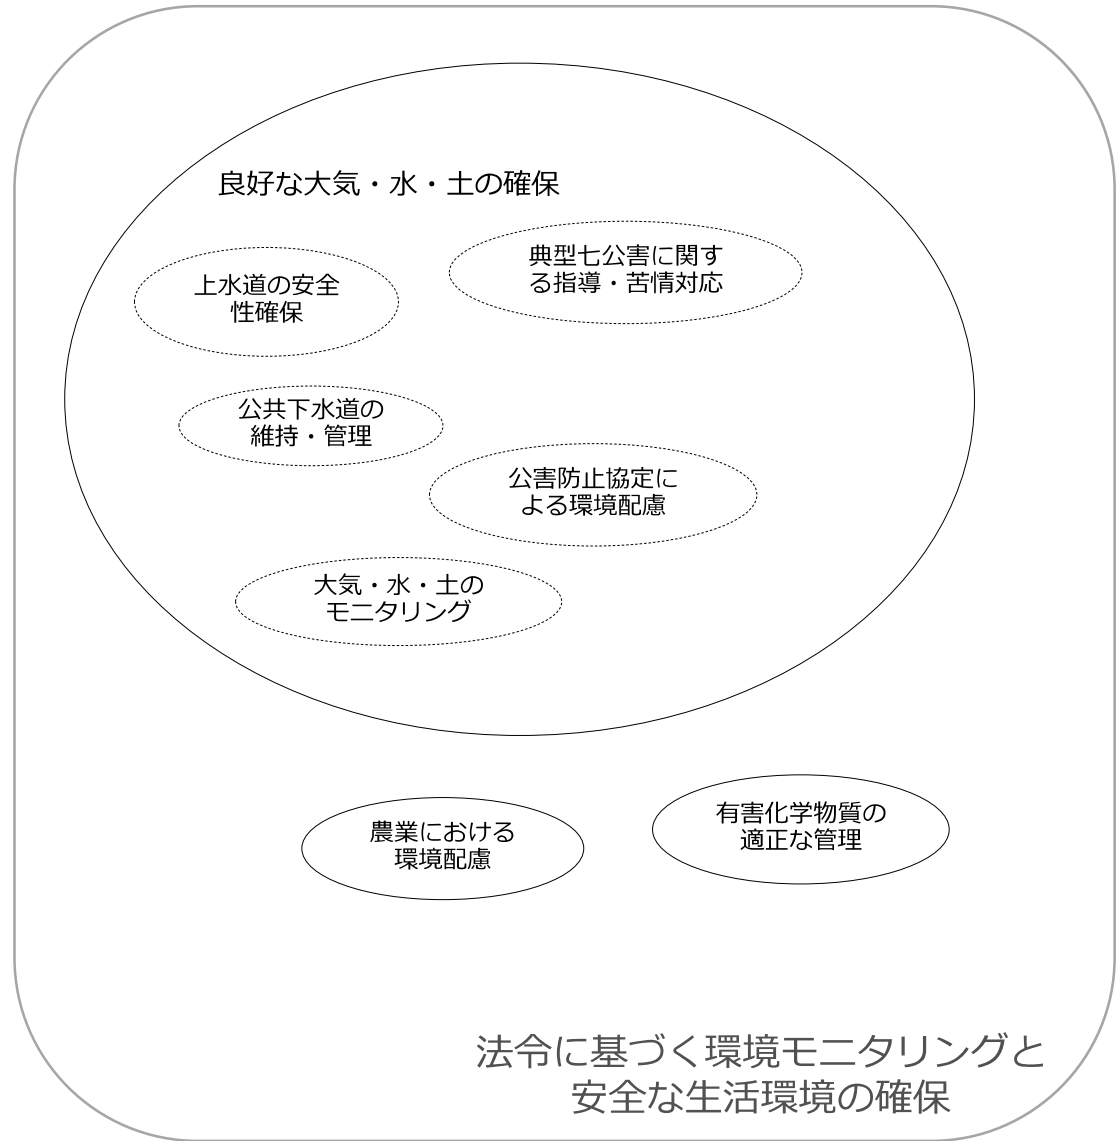 良好な大気・水・土の確保
典型七公害に関す
る指導・苦情対応
上水道の安全
性確保
公共下水道の
維持・管理
公害防止協定に
よる環境配慮
大気・水・土の
モニタリング
農業における
環境配慮
有害化学物質の
適正な管理
法令に基づく環境モニタリングと
安全な生活環境の確保